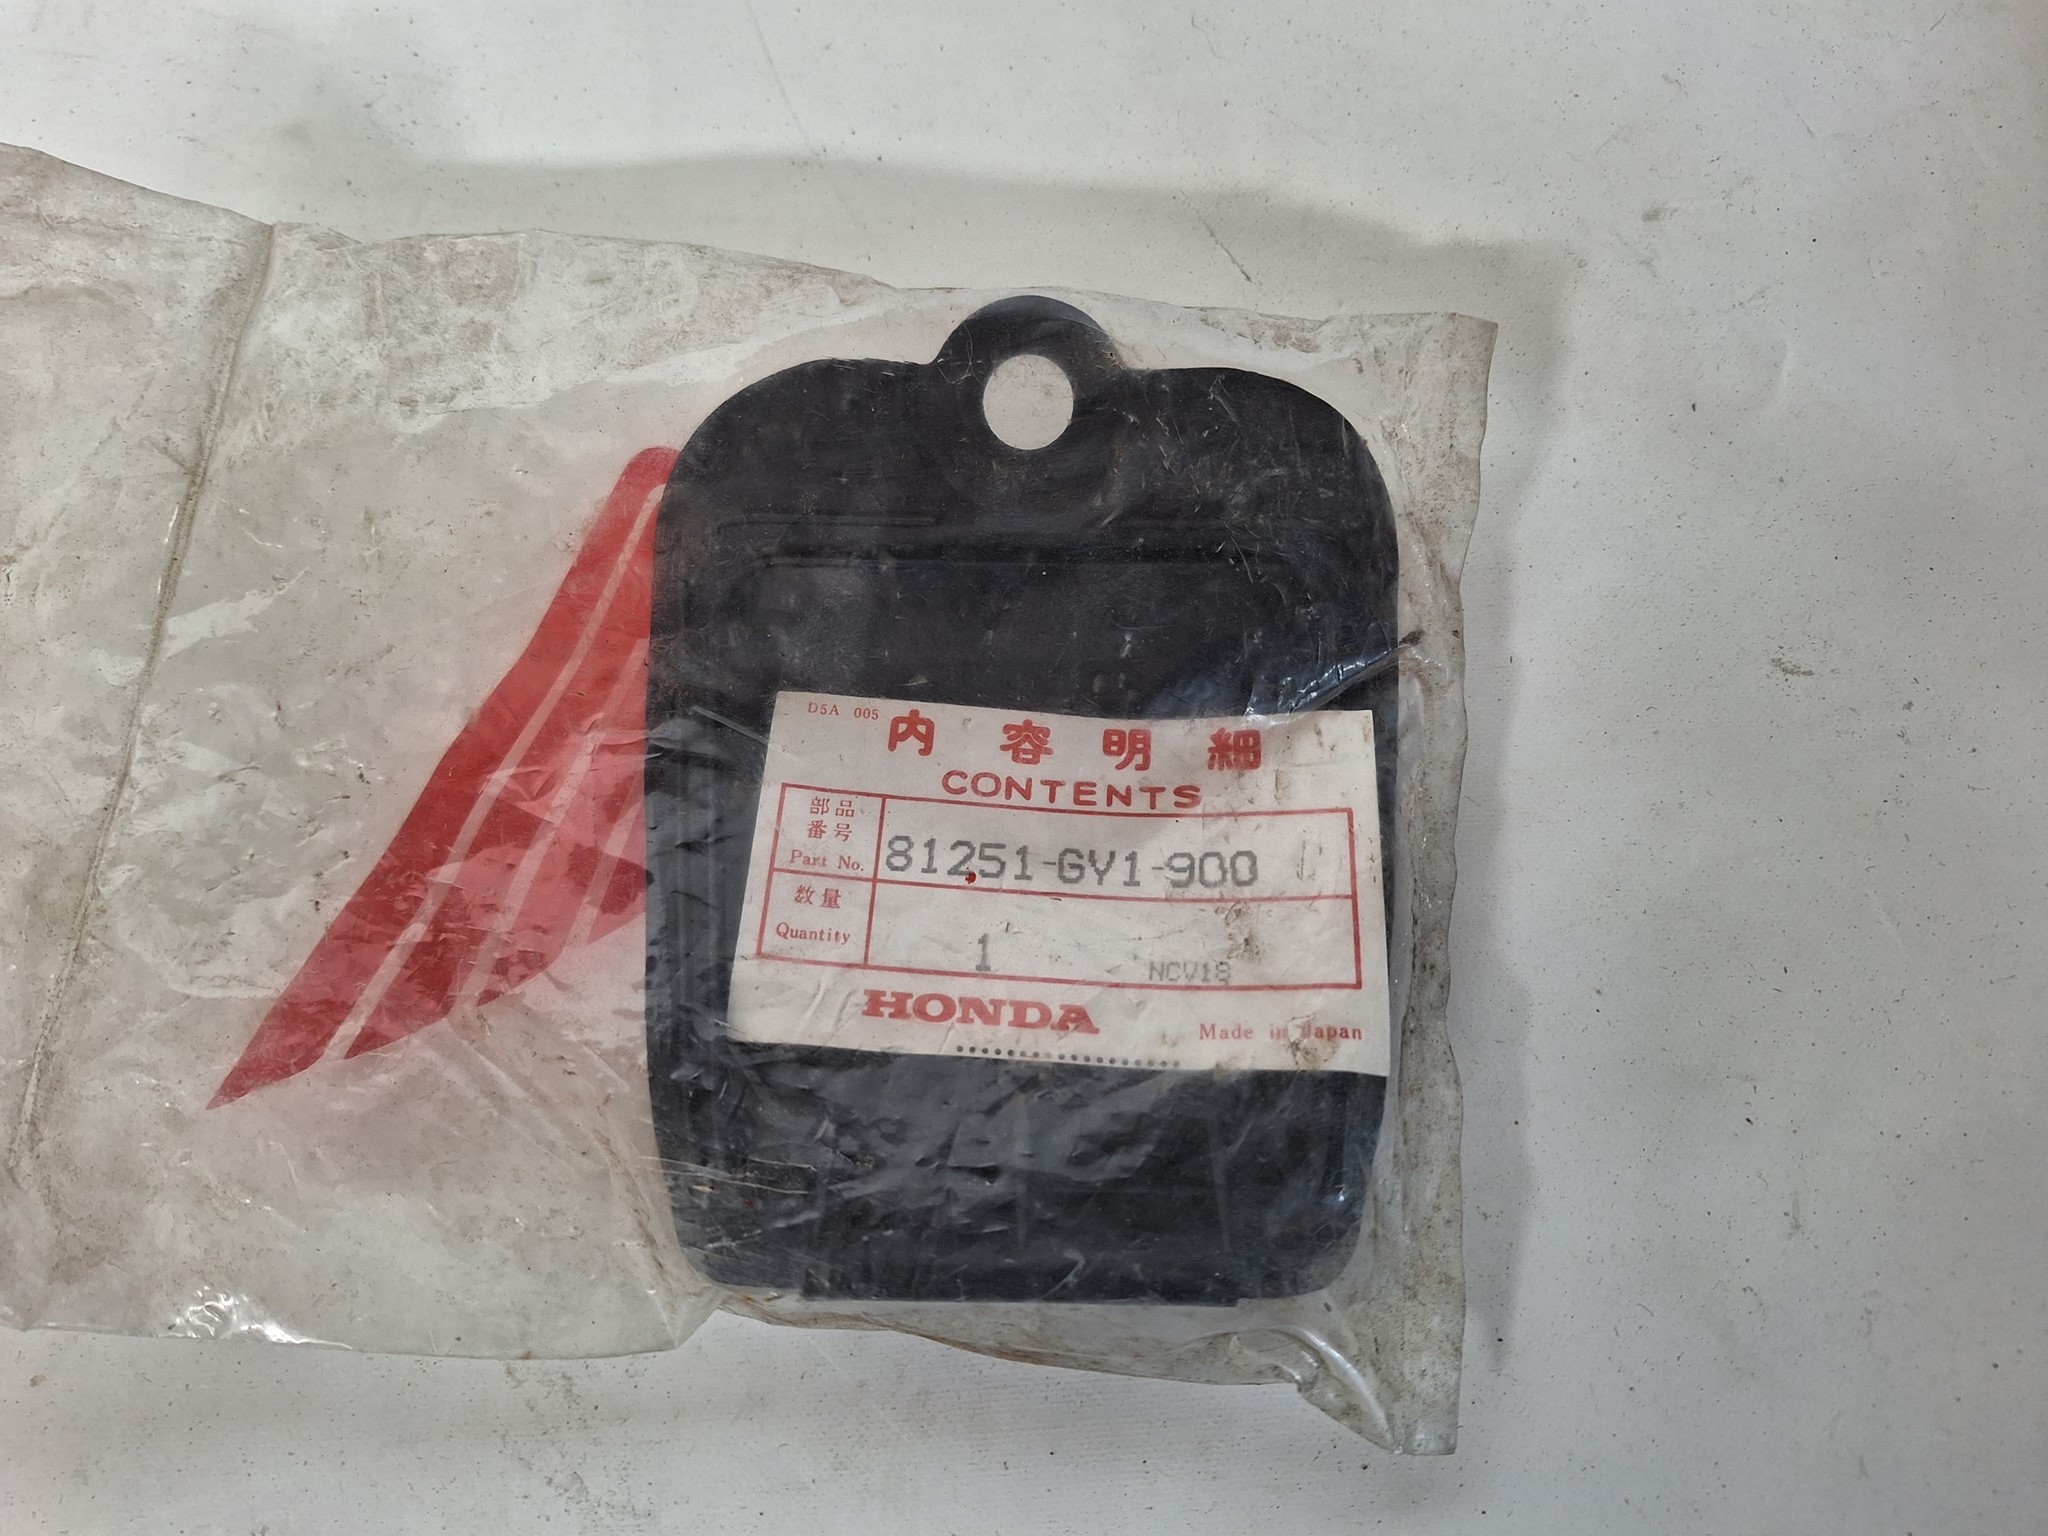 D5A 005
内容明細
CONTENTS
部品
番号
Part No.
81251-GY1-900
数量
Quantity
1
NCV18
HONDA
Made in Japan